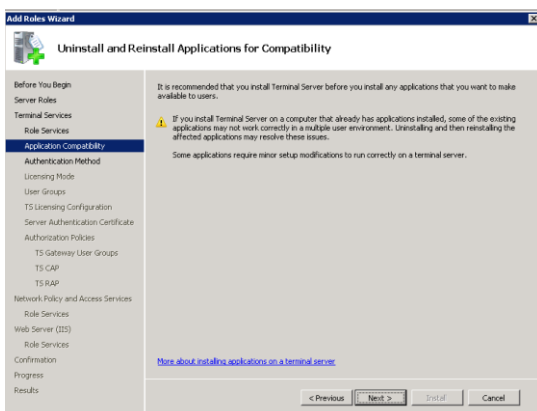 Add Roles Wizard
Uninstall and Reinstall Applications for Compatibility
Before You Begin
Server Roles
Terminal Services
Role Services
Application Compatibility
Authentication Method
Licensing Mode
User Groups
TS Licensing Configuration
Server Authentication Certificate
Authorization Policies
TS Gateway User Groups
TS CAP
TS RAP
Network Policy and Access Services
Role Services
Web Server (IIS)
Role Services
Confirmation
Progress
Results
It is recommended that you install Terminal Server before you install any applications that you want to make
available to users.
If you install Terminal Server on a computer that already has applications installed, some of the existing
applications may not work correctly in a multiple user environment. Uninstalling and then reinstalling the
affected applications may resolve these issues.
Some applications require minor setup modifications to run correctly on a terminal server.
More about installing applications on a terminal server
< Previous
Next >
Install
Cancel